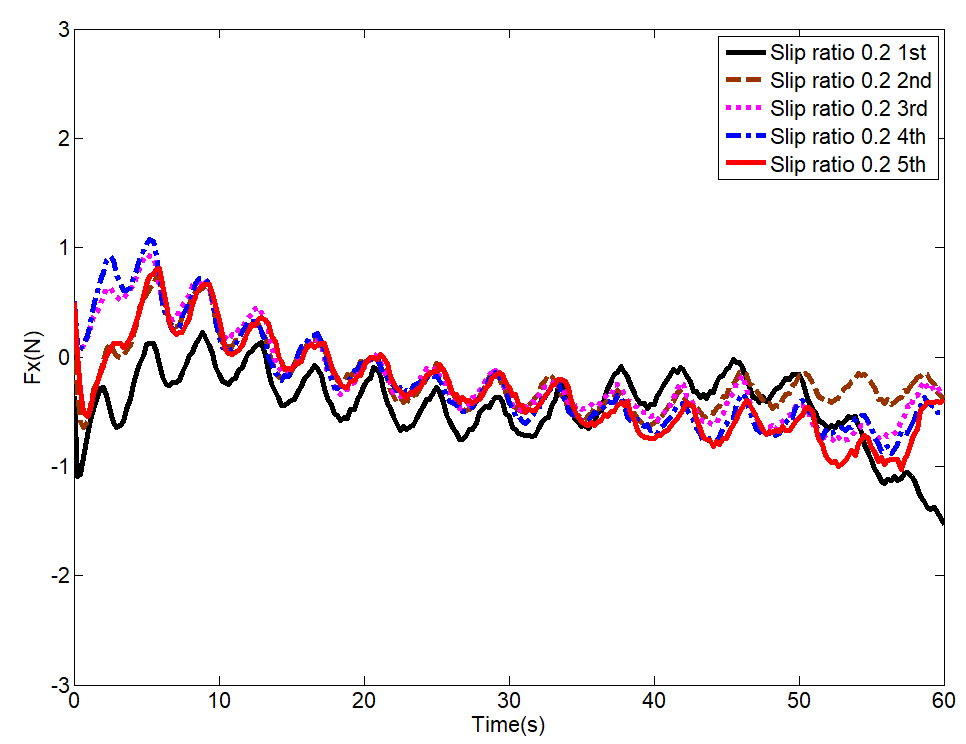 3
2
1
0
-1
-2
-3
Fx(N)
Slip ratio 0.2 1st
Slip ratio 0.2 2nd
Slip ratio 0.2 3rd
Slip ratio 0.2 4th
Slip ratio 0.2 5th
0 10 20 30 40 50 60
Time(s)